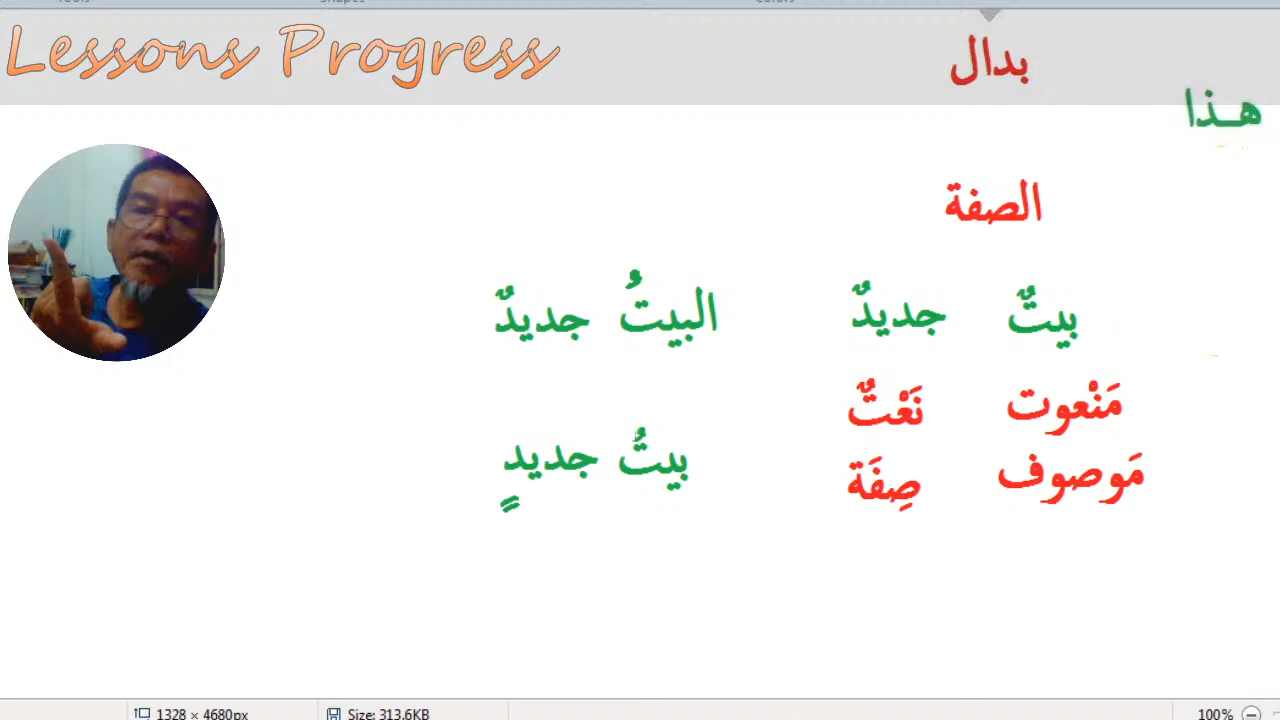 Lessons Progress
بدال
هـذا
الصفة
بيتٌ جديدٌ
البيتُ جديدٌ
مَنْعوت نَعْتٌ
بيتُ جديدٍ
مَوصوف صِفَة
1328 × 4680px
Size: 313.6KB
100%